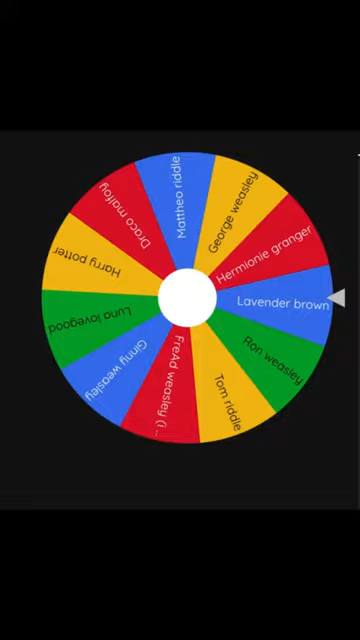 Mattheo riddle
George weasley
Hermionie granger
Lavender brown
Ron weasley
Tom riddle
FreAd weasley (i...
Ginny weasley
Luna lovegood
Harry potter
Draco malfoy